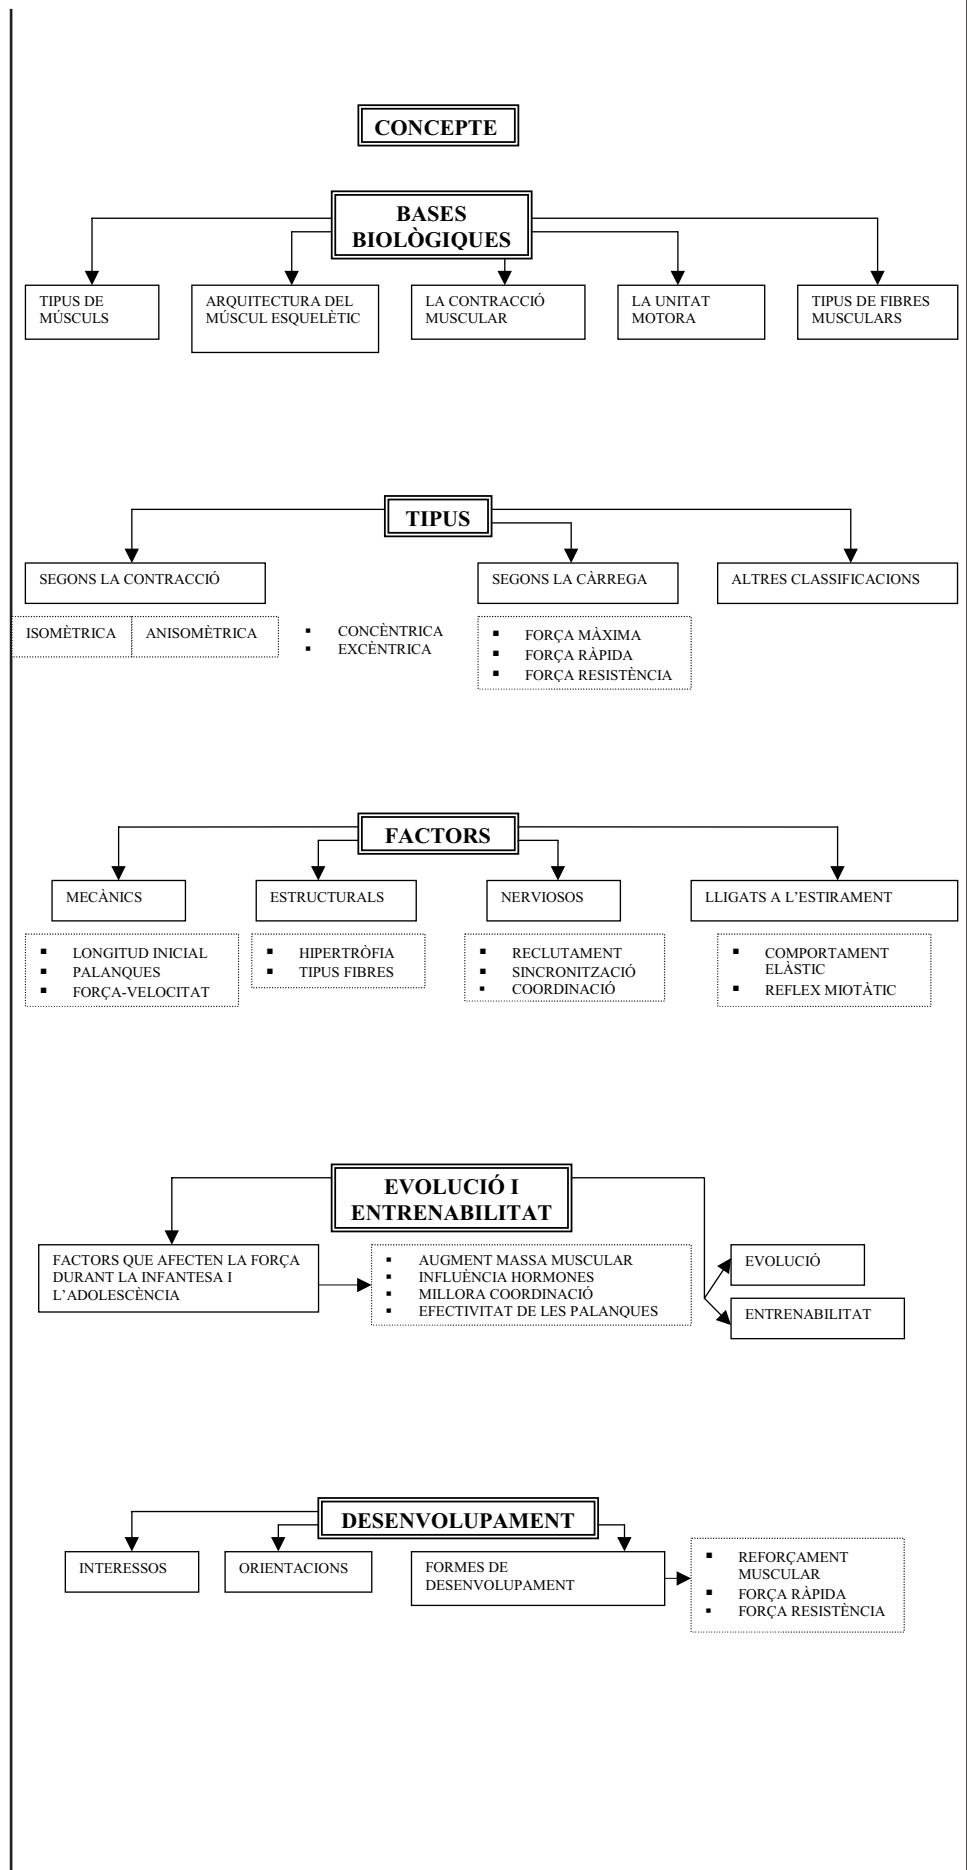 CONCEPTE
BASES
BIOLÒGIQUES
TIPUS DE
MÚSCULS
ARQUITECTURA DEL
MÚSCUL ESQUELÈTIC
LA CONTRACCIÓ
MUSCULAR
LA UNITAT
MOTORA
TIPUS DE FIBRES
MUSCULARS
TIPUS
SEGONS LA CONTRACCIÓ
SEGONS LA CÀRREGA
ALTRES CLASSIFICACIONS
ISOMÈTRICA
ANISOMÈTRICA
▪ CONCÈNTRICA
▪ EXCÈNTRICA
▪ FORÇA MÀXIMA
▪ FORÇA RÀPIDA
▪ FORÇA RESISTÈNCIA
FACTORS
MECÀNICS
ESTRUCTURALS
NERVIOSOS
LLIGATS A L’ESTIRAMENT
▪ LONGITUD INICIAL
▪ PALANQUES
▪ FORÇA-VELOCITAT
▪ HIPERTRÒFIA
▪ TIPUS FIBRES
▪ RECLUTAMENT
▪ SINCRONITZACIÓ
▪ COORDINACIÓ
▪ COMPORTAMENT
ELÀSTIC
▪ REFLEX MIOTÀTIC
EVOLUCIÓ I
ENTRENABILITAT
FACTORS QUE AFECTEN LA FORÇA
DURANT LA INFANTESA I
L’ADOLESCÈNCIA
▪ AUGMENT MASSA MUSCULAR
▪ INFLUÈNCIA HORMONES
▪ MILLORA COORDINACIÓ
▪ EFECTIVITAT DE LES PALANQUES
EVOLUCIÓ
ENTRENABILITAT
DESENVOLUPAMENT
INTERESSOS
ORIENTACIONS
FORMES DE
DESENVOLUPAMENT
▪ REFORÇAMENT
MUSCULAR
▪ FORÇA RÀPIDA
▪ FORÇA RESISTÈNCIA